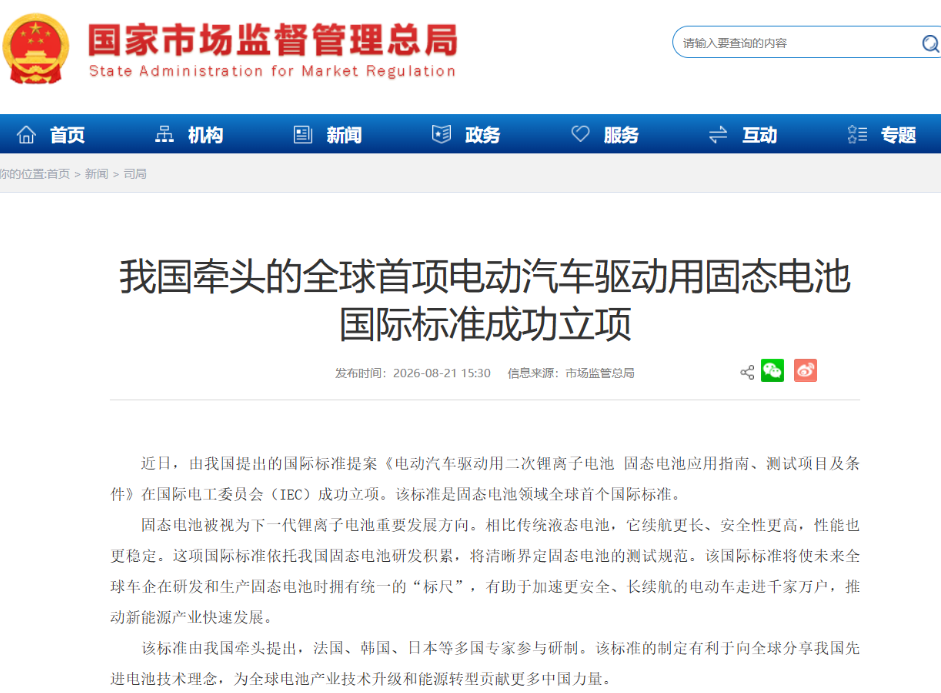 国家市场监督管理总局
State Administration for Market Regulation
请输入要查询的内容
首页 机构 新闻 政务 服务 互动 专题
你的位置:首页 > 新闻 > 司局
我国牵头的全球首项电动汽车驱动用固态电池
国际标准成功立项
发布时间：2026-08-21 15:30 信息来源：市场监管总局
近日，由我国提出的国际标准提案《电动汽车驱动用二次锂离子电池 固态电池应用指南、测试项目及条
件》在国际电工委员会（IEC）成功立项。该标准是固态电池领域全球首个国际标准。
固态电池被视为下一代锂离子电池重要发展方向。相比传统液态电池，它续航更长、安全性更高，性能也
更稳定。这项国际标准依托我国固态电池研发积累，将清晰界定固态电池的测试规范。该国际标准将使未来全
球车企在研发和生产固态电池时拥有统一的“标尺”，有助于加速更安全、长续航的电动车走进千家万户，推
动新能源产业快速发展。
该标准由我国牵头提出，法国、韩国、日本等多国专家参与研制。该标准的制定有利于向全球分享我国先
进电池技术理念，为全球电池产业技术升级和能源转型贡献更多中国力量。